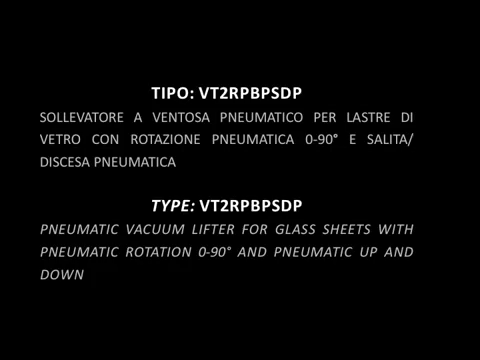 TIPO: VT2RPBPSDP
SOLLEVATORE A VENTOSA PNEUMATICO PER LASTRE DI
VETRO CON ROTAZIONE PNEUMATICA 0-90° E SALITA/
DISCESA PNEUMATICA
TYPE: VT2RPBPSDP
PNEUMATIC VACUUM LIFTER FOR GLASS SHEETS WITH
PNEUMATIC ROTATION 0-90° AND PNEUMATIC UP AND
DOWN